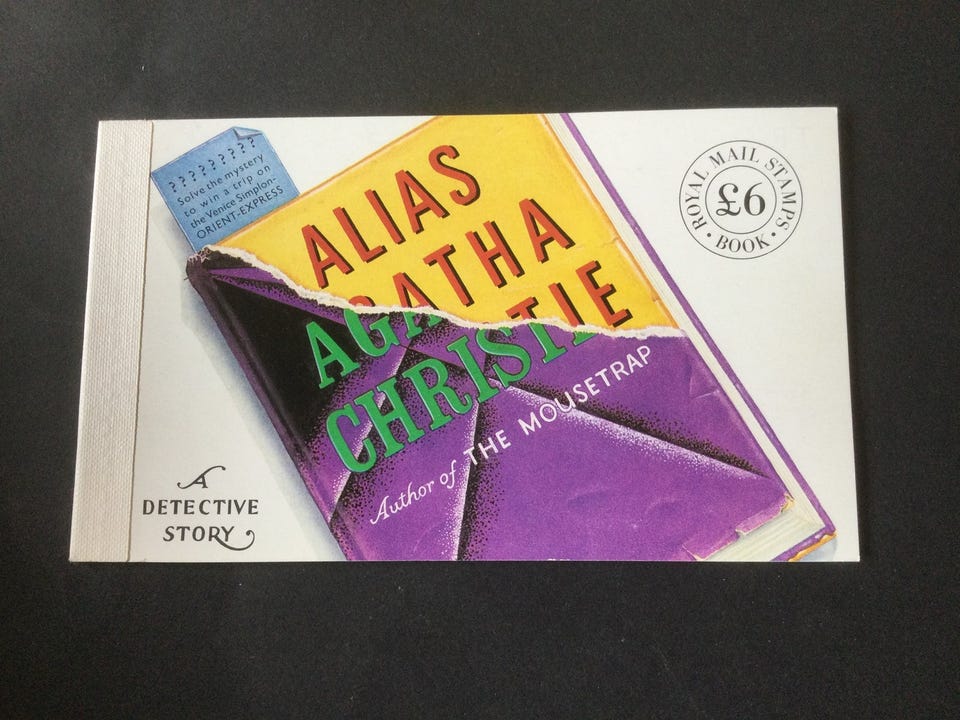 ? ? ? ? ? ? ? ? ?
Solve the mystery
to win a trip on
the Venice Simplon-
ORIENT-EXPRESS
ALIAS
AGATHA
CHRISTIE
Author of THE MOUSETRAP
A
DETECTIVE
STORY
ROYAL MAIL STAMPS
£6
• BOOK •